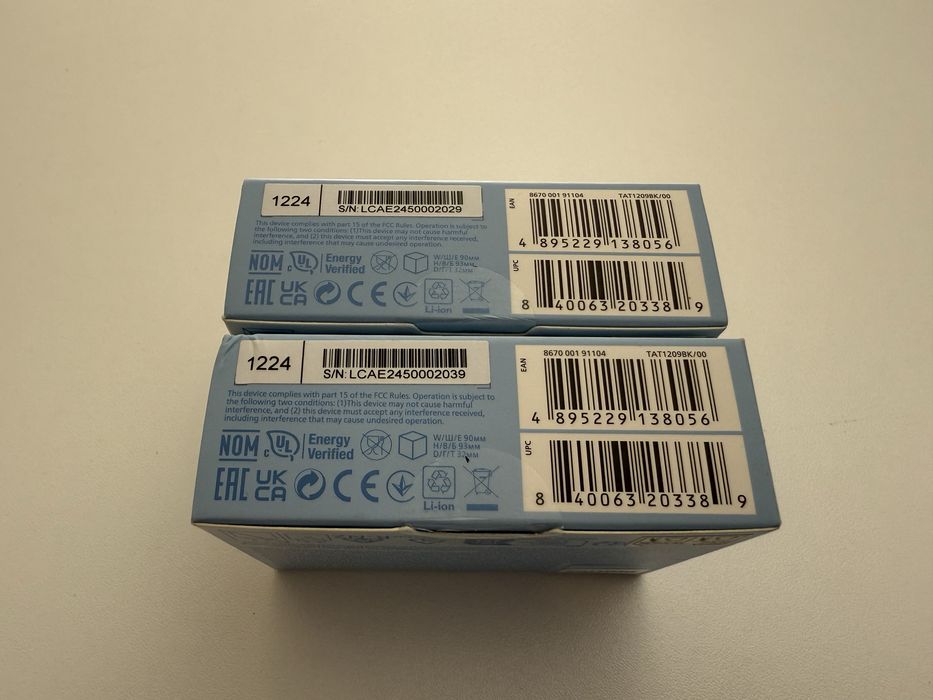 1224
S/N: LCAE2450002029
This device complies with part 15 of the FCC Rules. Operation is subject to
the following two conditions: (1)This device may not cause harmful
interference, and (2) this device must accept any interference received,
including interference that may cause undesired operation.
NOM c UL Energy
Verified
W/Ш/Е 90мм
H/В/Б 93мм
D/Г/Т 32мм
EAC UK
CA CE
Li-ion
EAN
8670 001 91104 TAT1209BK/00
4 895229 138056
UPC
8 40063 20338 9
1224
S/N: LCAE2450002039
This device complies with part 15 of the FCC Rules. Operation is subject to
the following two conditions: (1)This device may not cause harmful
interference, and (2) this device must accept any interference received,
including interference that may cause undesired operation.
NOM c UL Energy
Verified
W/Ш/Е 90мм
H/В/Б 93мм
D/Г/Т 32мм
EAC UK
CA CE
Li-ion
EAN
8670 001 91104 TAT1209BK/00
4 895229 138056
UPC
8 40063 20338 9